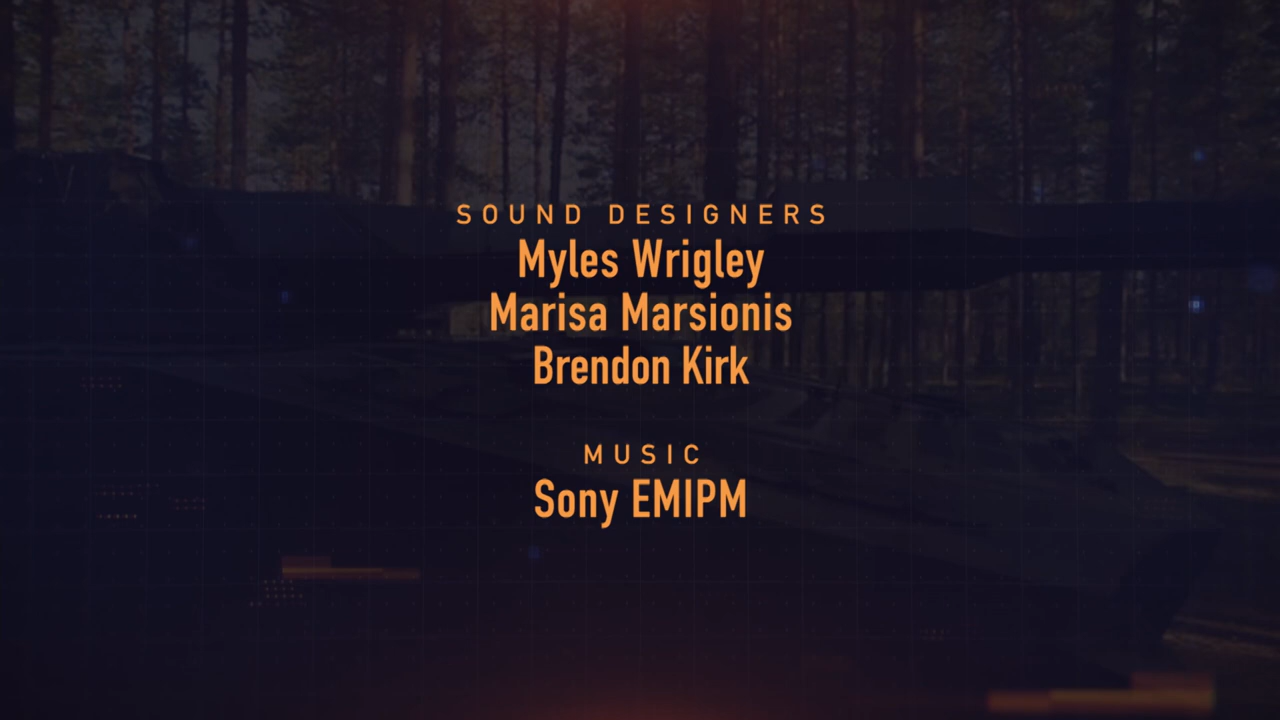 SOUND DESIGNERS
Myles Wrigley
Marisa Marsionis
Brendon Kirk
MUSIC
Sony EMIPM